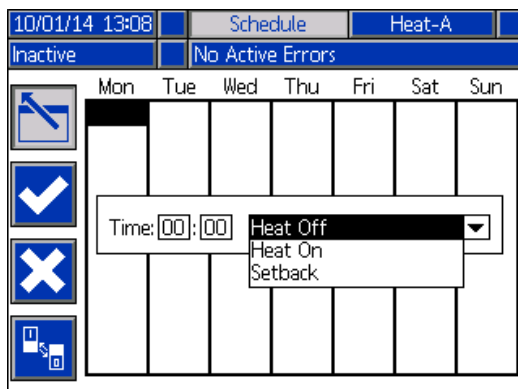 10/01/14 13:08 Schedule Heat-A
Inactive No Active Errors
Mon Tue Wed Thu Fri Sat Sun
Time: 00 : 00 Heat Off
Heat On
Setback